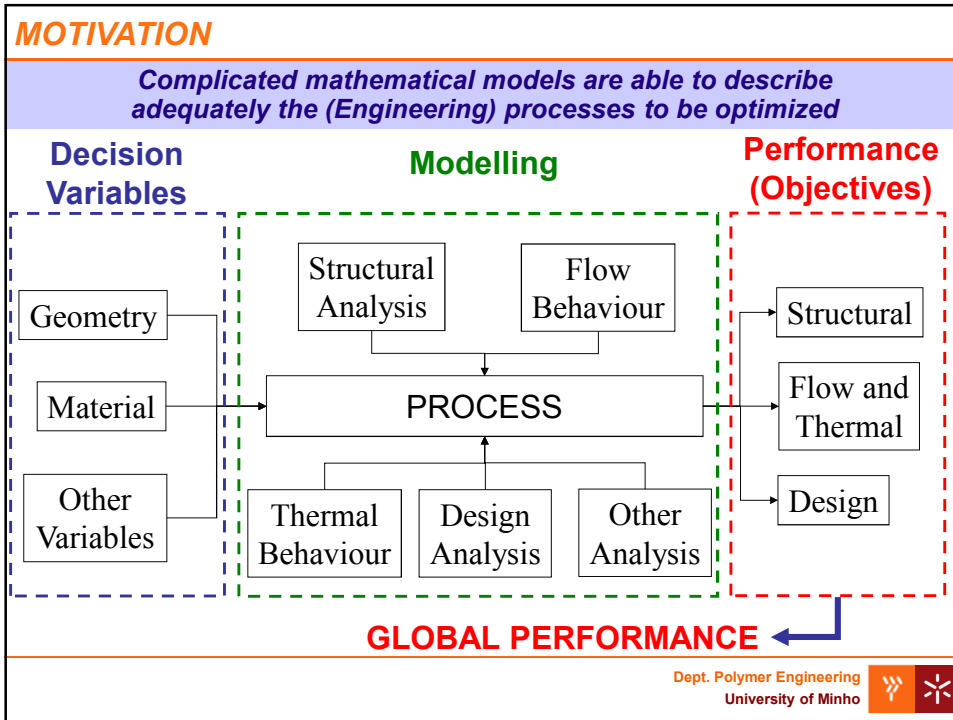 MOTIVATION
Complicated mathematical models are able to describe
adequately the (Engineering) processes to be optimized
Decision
Variables
Modelling
Performance
(Objectives)
Geometry
Material
Other
Variables
Structural
Analysis
Flow
Behaviour
PROCESS
Thermal
Behaviour
Design
Analysis
Other
Analysis
Structural
Flow and
Thermal
Design
GLOBAL PERFORMANCE
Dept. Polymer Engineering
University of Minho